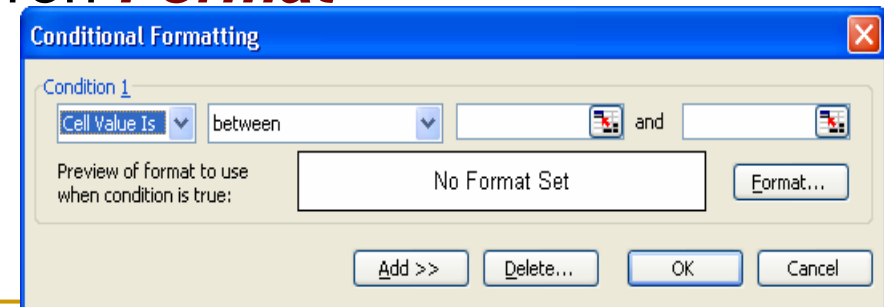 Conditional Formatting
Condition 1
Cell Value Is between and
Preview of format to use
when condition is true:
No Format Set
Format...
Add >> Delete... OK Cancel